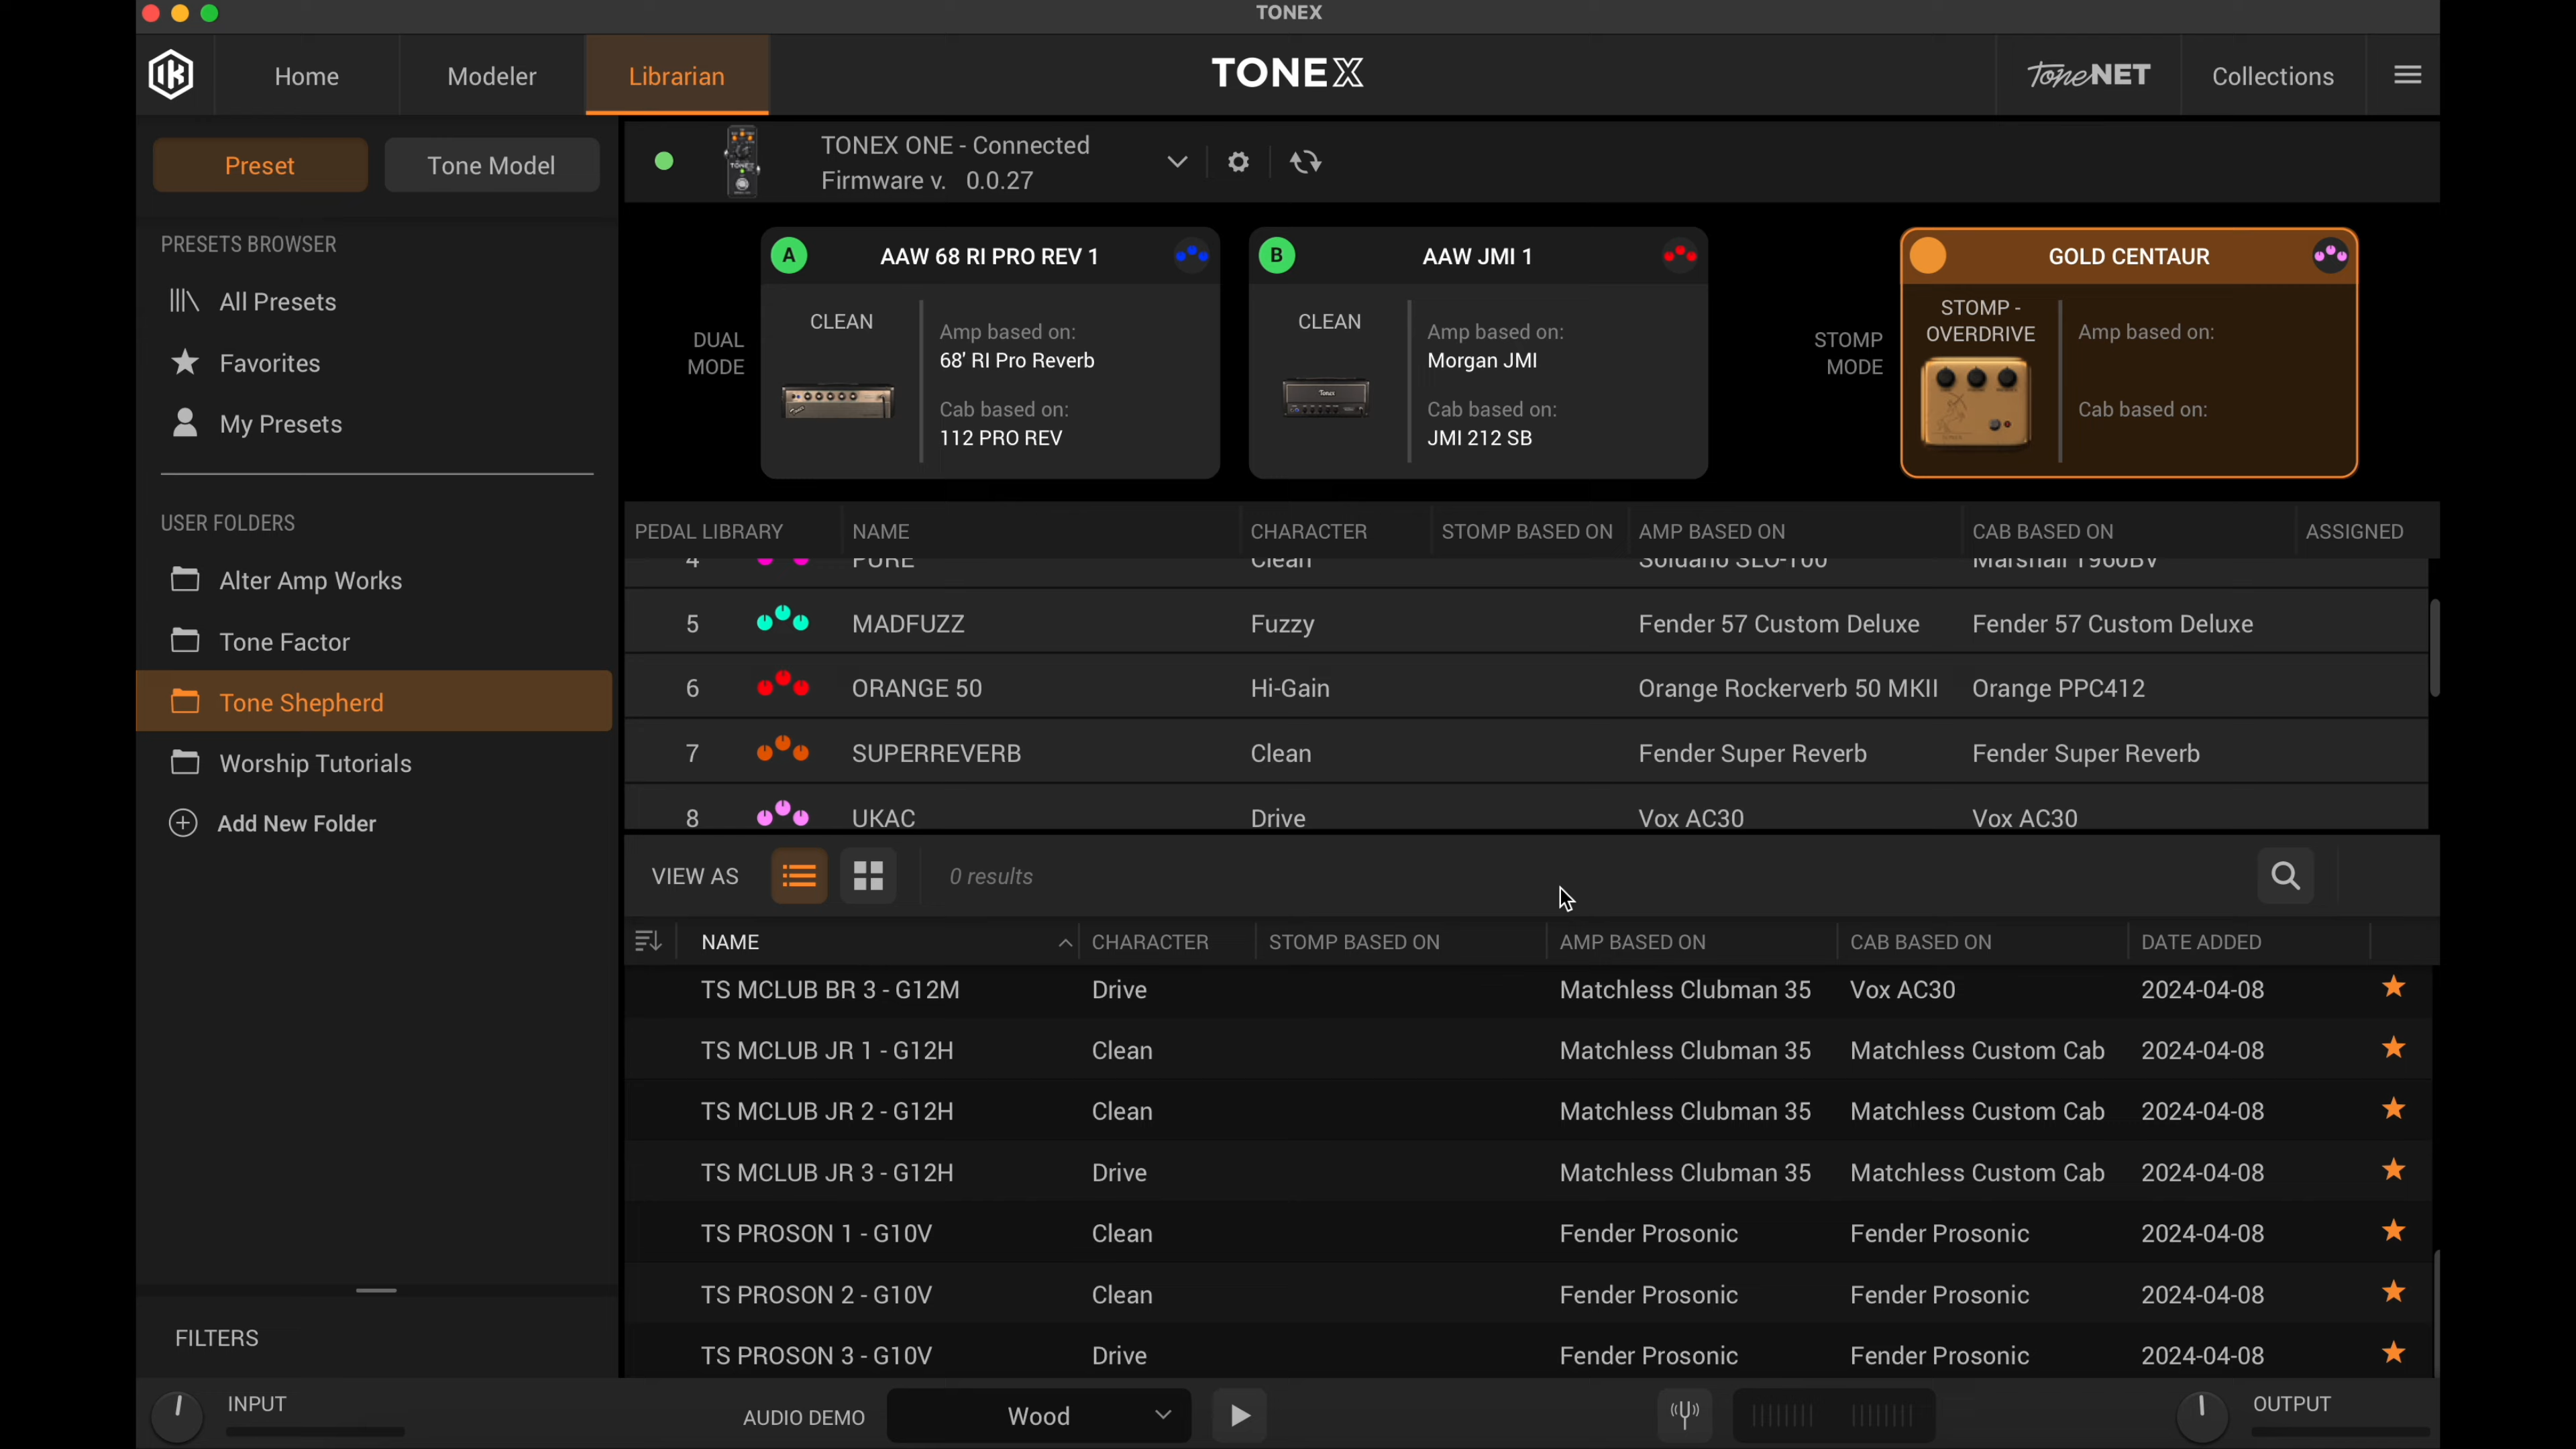 TONEX
Home
Modeler
Librarian
TONEX
ToneNET
Collections
Preset
Tone Model
TONEX ONE - Connected
Firmware v. 0.0.27
PRESETS BROWSER
All Presets
Favorites
My Presets
USER FOLDERS
Alter Amp Works
Tone Factor
Tone Shepherd
Worship Tutorials
Add New Folder
FILTERS
DUAL
MODE
A
AAW 68 RI PRO REV 1
CLEAN
Amp based on:
68' RI Pro Reverb
Cab based on:
112 PRO REV
B
AAW JMI 1
CLEAN
Amp based on:
Morgan JMI
Cab based on:
JMI 212 SB
STOMP
MODE
GOLD CENTAUR
STOMP -
OVERDRIVE
Amp based on:
Cab based on:
PEDAL LIBRARY NAME CHARACTER STOMP BASED ON AMP BASED ON CAB BASED ON ASSIGNED
4 PURE Clean Soldano SLO-100 Marshall 1960BV
5 MADFUZZ Fuzzy Fender 57 Custom Deluxe Fender 57 Custom Deluxe
6 ORANGE 50 Hi-Gain Orange Rockerverb 50 MKII Orange PPC412
7 SUPERREVERB Clean Fender Super Reverb Fender Super Reverb
8 UKAC Drive Vox AC30 Vox AC30
VIEW AS 0 results
NAME CHARACTER STOMP BASED ON AMP BASED ON CAB BASED ON DATE ADDED
TS MCLUB BR 3 - G12M Drive Matchless Clubman 35 Vox AC30 2024-04-08
TS MCLUB JR 1 - G12H Clean Matchless Clubman 35 Matchless Custom Cab 2024-04-08
TS MCLUB JR 2 - G12H Clean Matchless Clubman 35 Matchless Custom Cab 2024-04-08
TS MCLUB JR 3 - G12H Drive Matchless Clubman 35 Matchless Custom Cab 2024-04-08
TS PROSON 1 - G10V Clean Fender Prosonic Fender Prosonic 2024-04-08
TS PROSON 2 - G10V Clean Fender Prosonic Fender Prosonic 2024-04-08
TS PROSON 3 - G10V Drive Fender Prosonic Fender Prosonic 2024-04-08
INPUT
AUDIO DEMO
Wood
OUTPUT